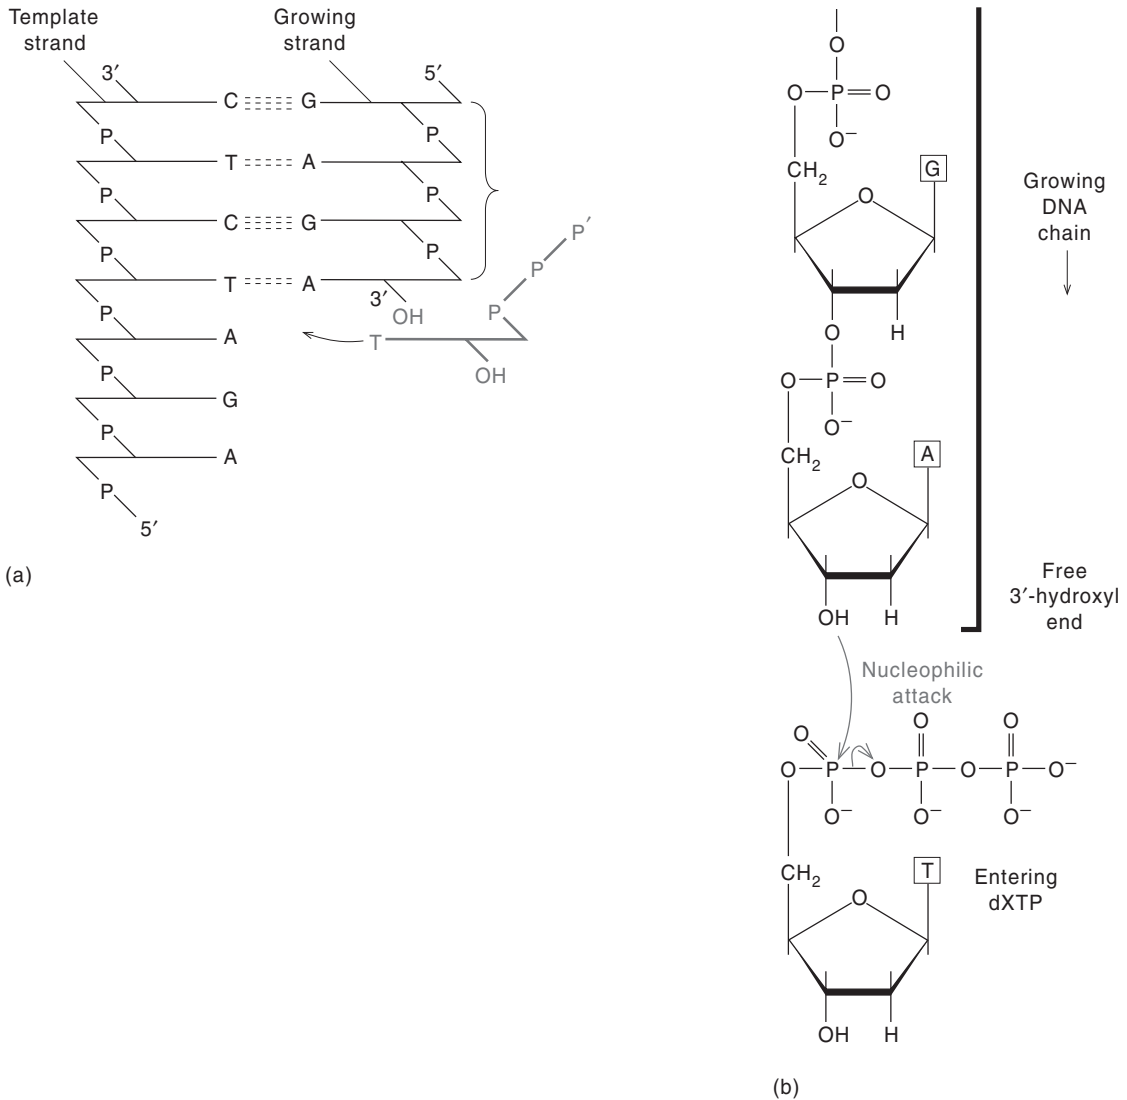 Template
strand
Growing
strand
3′
5′
C G
P P
T A
P P
C G
P P
T A
3′
OH
P
P
P′
P
A
T
OH
P
G
P
A
P
5′
(a)
O
O P O
O−
CH2
G
O
H
O
O P O
O−
CH2
A
O
OH H
Growing
DNA
chain
Free
3′-hydroxyl
end
Nucleophilic
attack
O O O
O P O P O P O−
O− O− O−
CH2
T
O
OH H
Entering
dXTP
(b)